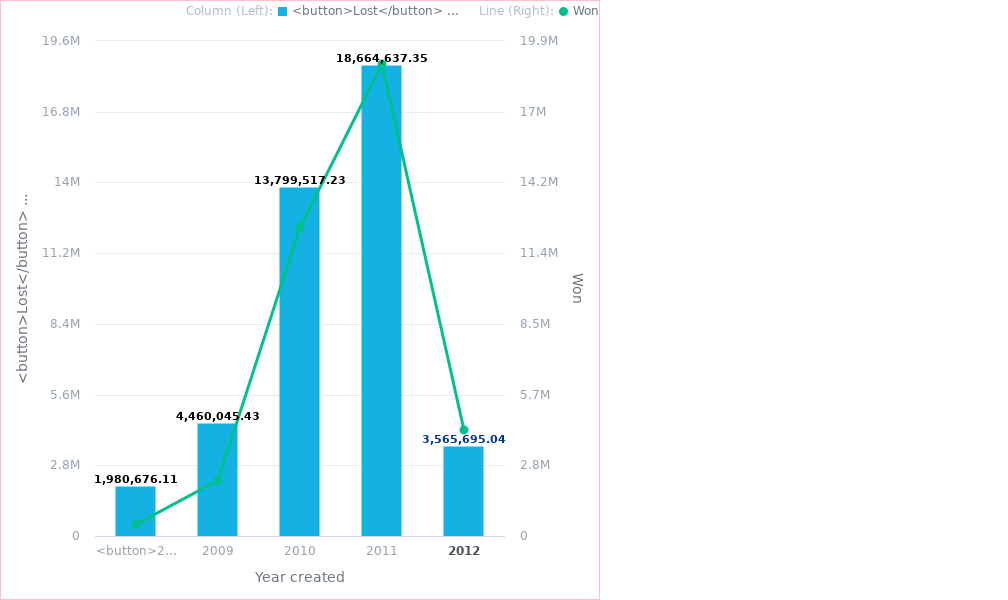 Column (Left): <button>Lost</button> ... Line (Right): Won
19.6M
16.8M
14M
11.2M
8.4M
5.6M
2.8M
0
<button>Lost</button> ...
19.9M
17M
14.2M
11.4M
8.5M
5.7M
2.8M
0
Won
1,980,676.11
4,460,045.43
13,799,517.23
18,664,637.35
3,565,695.04
<button>2... 2009 2010 2011 2012
Year created